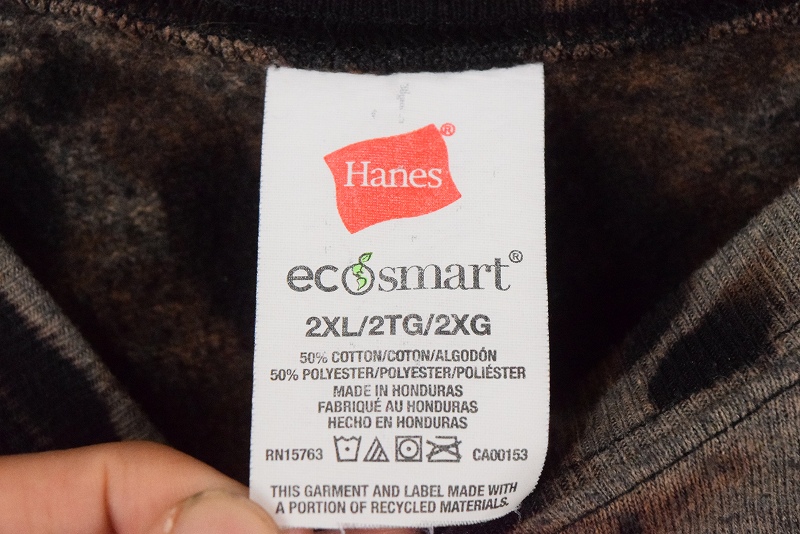 Hanes®
ecosmart®
2XL/2TG/2XG
50% COTTON/COTON/ALGODÓN
50% POLYESTER/POLYESTER/POLIÉSTER
MADE IN HONDURAS
FABRIQUÉ AU HONDURAS
HECHO EN HONDURAS
RN15763 CA00153
THIS GARMENT AND LABEL MADE WITH
A PORTION OF RECYCLED MATERIALS.